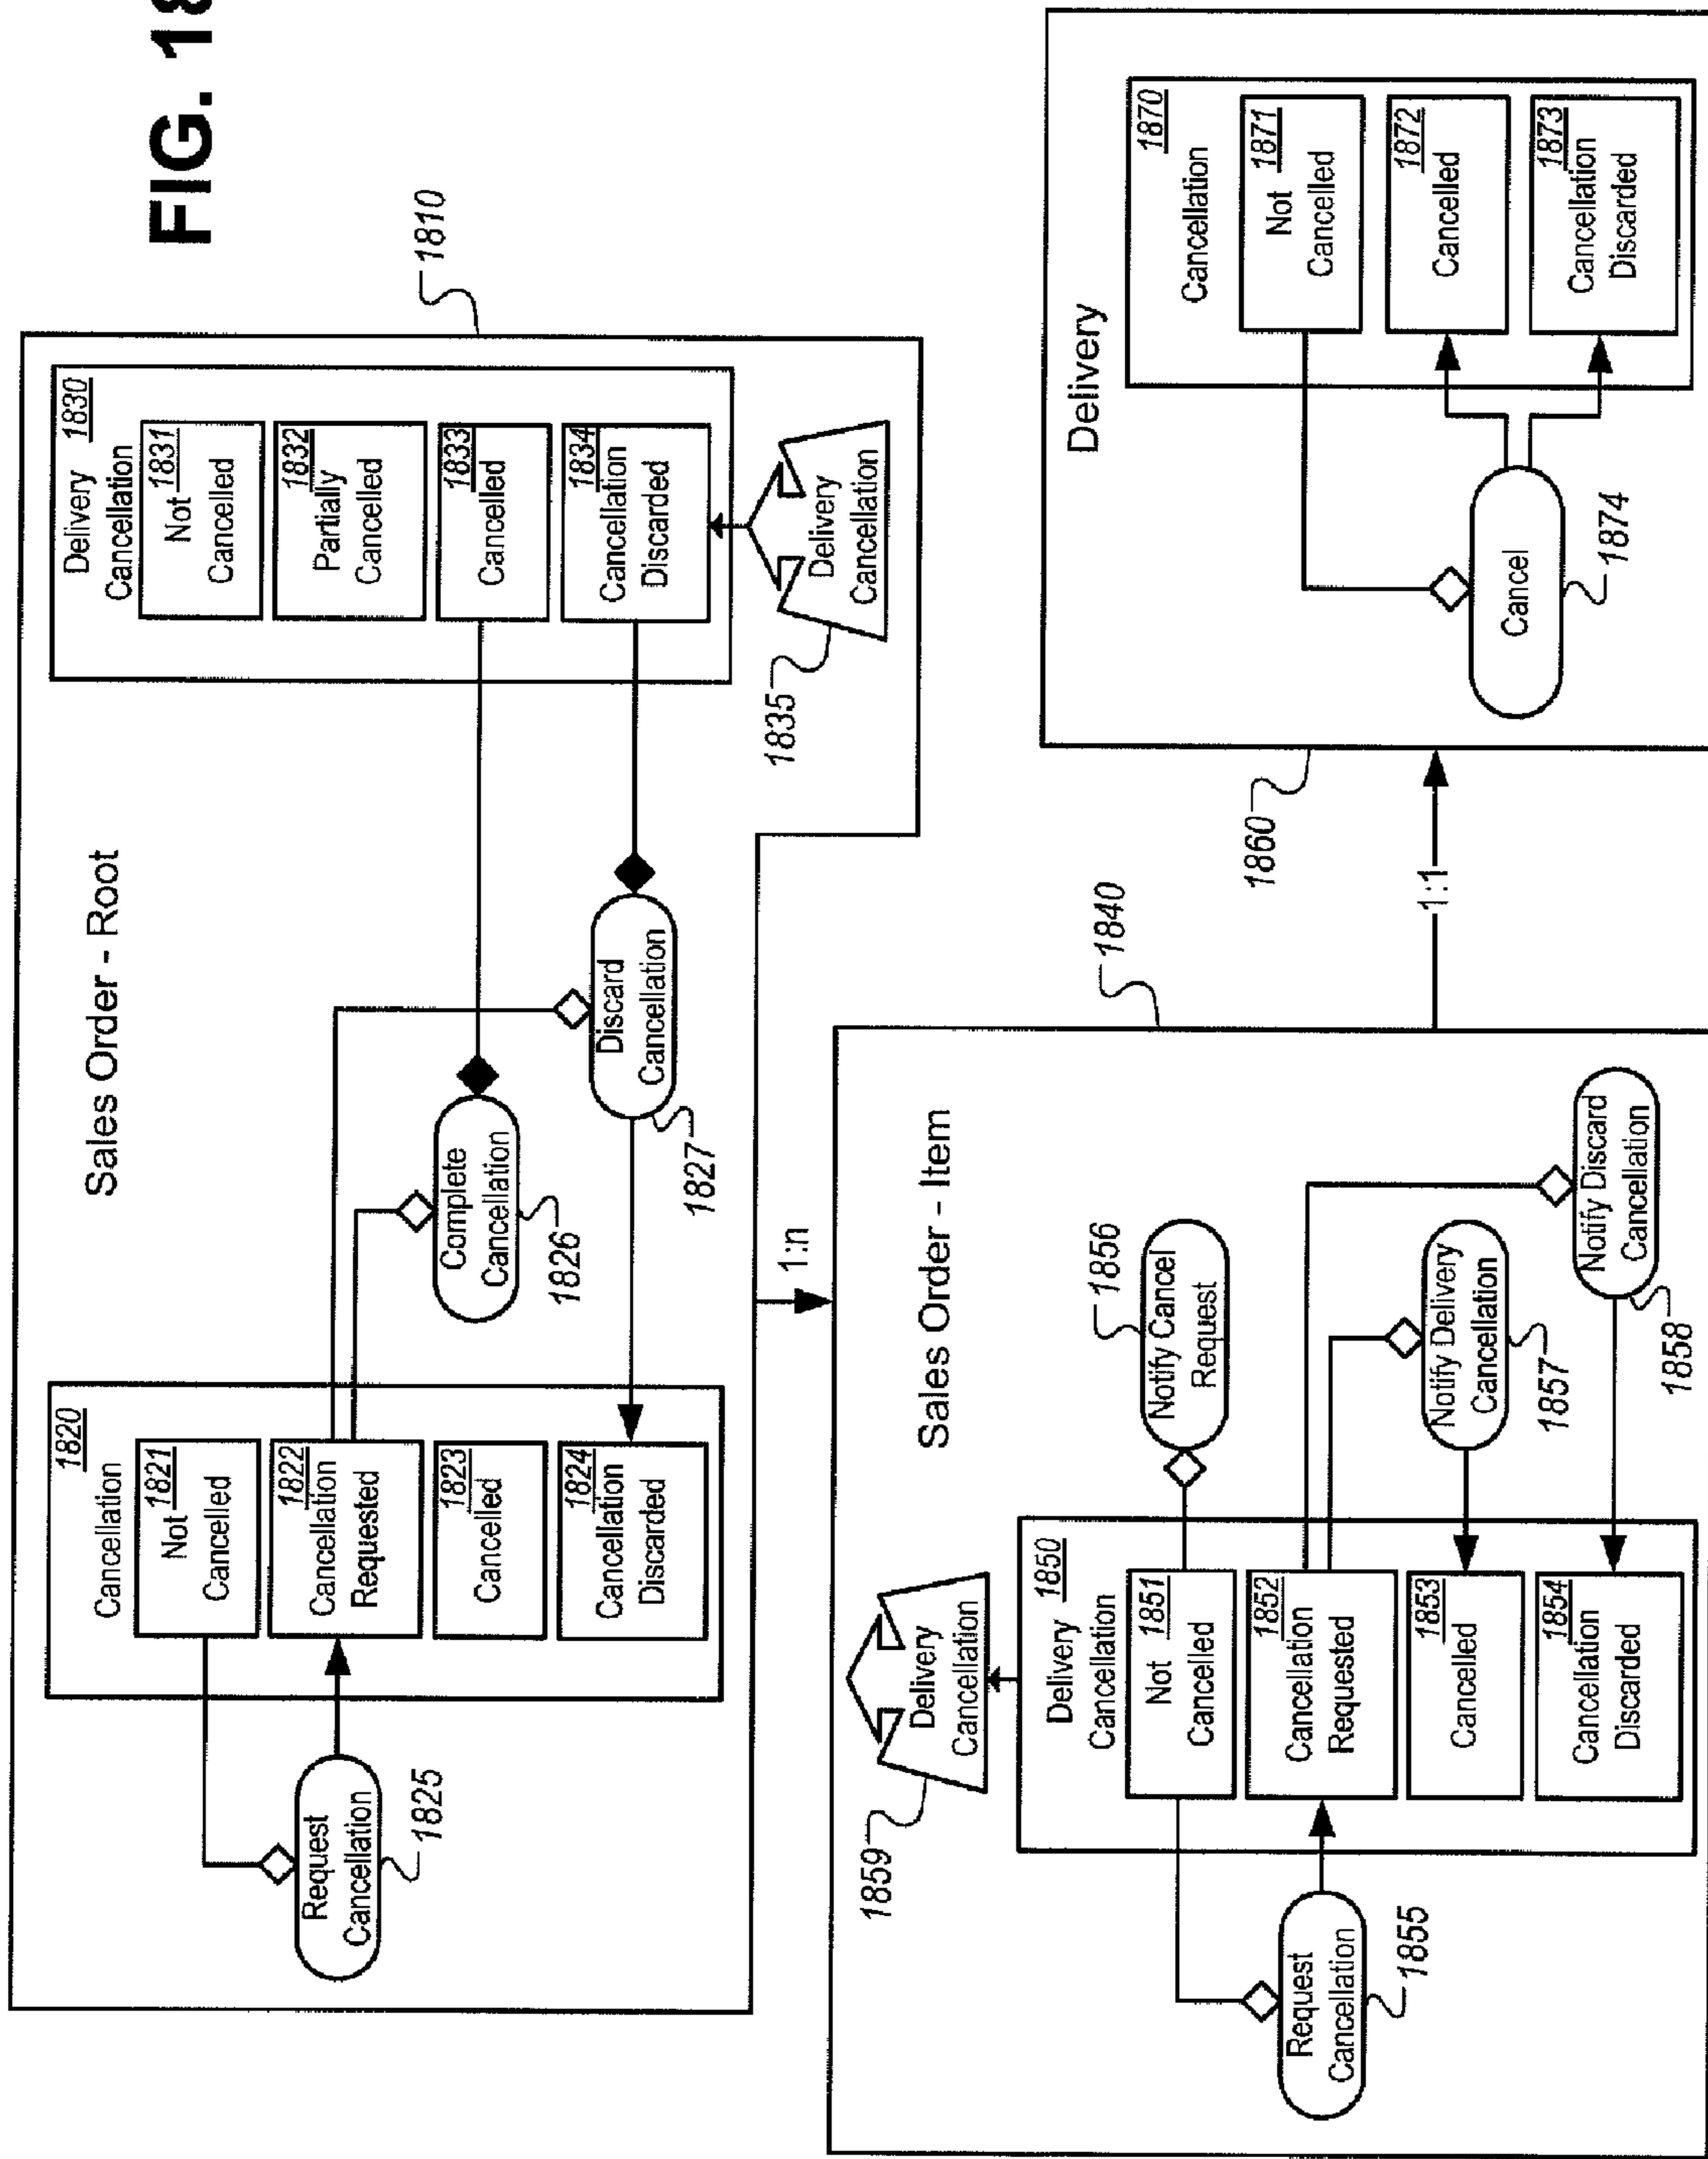 FIG. 18
Sales Order - Root
1810
1820
Cancellation
Not 1821
Cancelled
1822
Cancellation
Requested
1823
Cancelled
1824
Cancellation
Discarded
Request
Cancellation
1825
Complete
Cancellation
1826
Discard
Cancellation
1827
Delivery 1830
Cancellation
Not 1831
Cancelled
1832
Partially
Cancelled
1833
Cancelled
1834
Cancellation
Discarded
Delivery
Cancellation
1835
1:n
Sales Order - Item
1840
Delivery
Cancellation
1859
Delivery 1850
Cancellation
Not 1851
Cancelled
1852
Cancellation
Requested
1853
Cancelled
1854
Cancellation
Discarded
Request
Cancellation
1855
Notify Cancel
Request
1856
Notify Delivery
Cancellation
1857
Notify Discard
Cancellation
1858
1:1
Delivery
1860
1870
Cancellation
Not 1871
Cancelled
1872
Cancelled
1873
Cancellation
Discarded
Cancel
1874